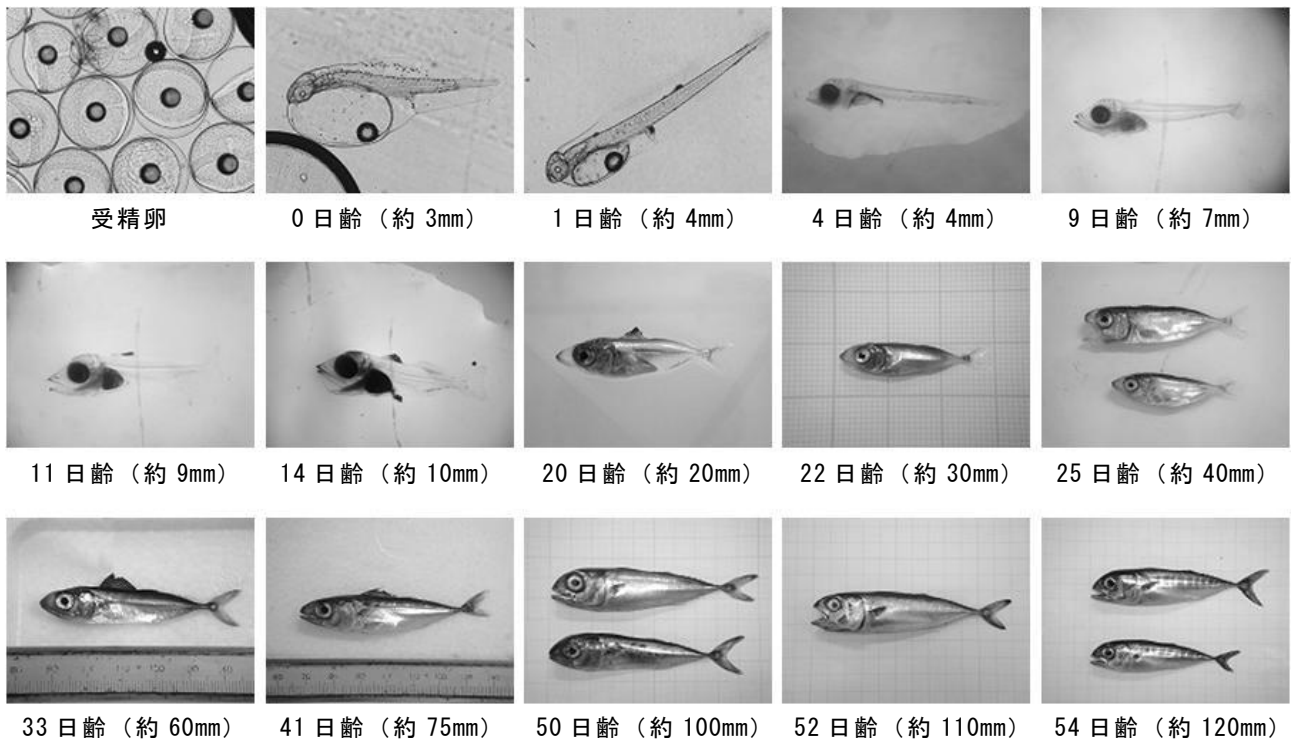 受精卵
0 日齢（約 3mm）
1 日齢（約 4mm）
4 日齢（約 4mm）
9 日齢（約 7mm）
11 日齢（約 9mm）
14 日齢（約 10mm）
20 日齢（約 20mm）
22 日齢（約 30mm）
25 日齢（約 40mm）
33 日齢（約 60mm）
41 日齢（約 75mm）
50 日齢（約 100mm）
52 日齢（約 110mm）
54 日齢（約 120mm）